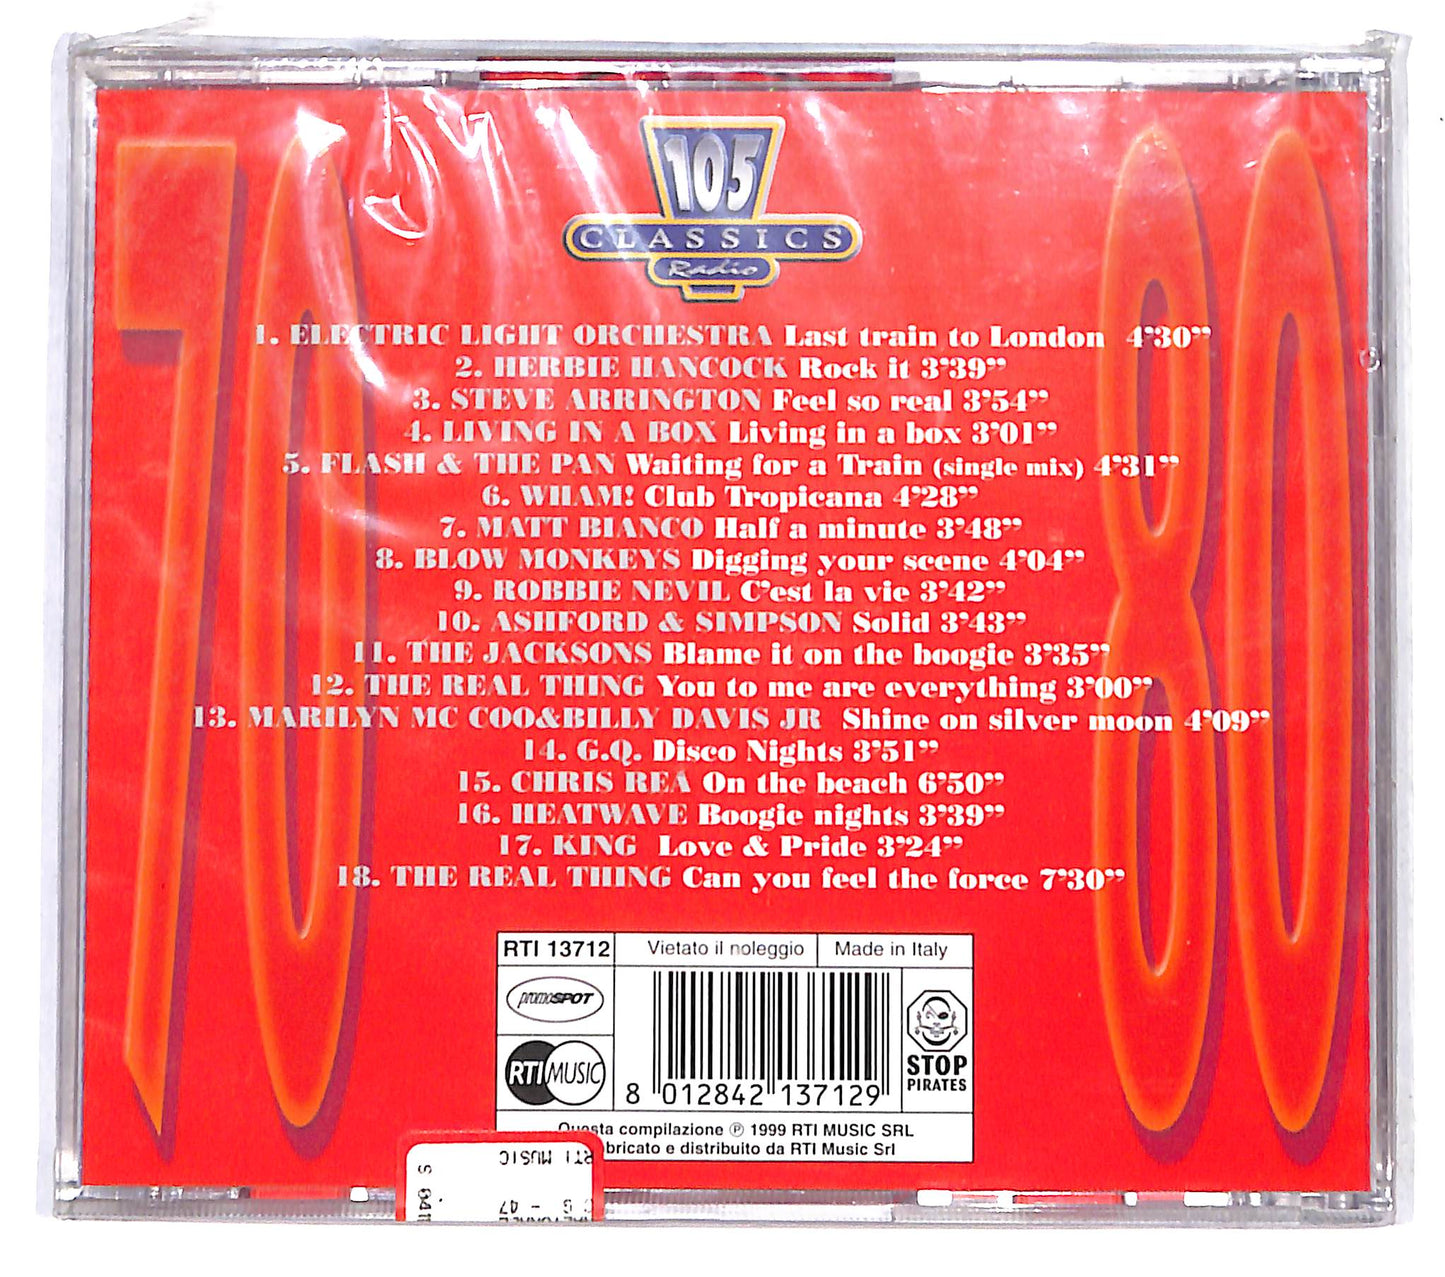 70
80
105
CLASSICS
Radio
1. ELECTRIC LIGHT ORCHESTRA Last train to London 4'30"
2. HERBIE HANCOCK Rock it 3'39"
3. STEVE ARRINGTON Feel so real 3'54"
4. LIVING IN A BOX Living in a box 3'01"
5. FLASH & THE PAN Waiting for a Train (single mix) 4'31"
6. WHAM! Club Tropicana 4'28"
7. MATT BIANCO Half a minute 3'48"
8. BLOW MONKEYS Digging your scene 4'04"
9. ROBBIE NEVIL C'est la vie 3'42"
10. ASHFORD & SIMPSON Solid 3'43"
11. THE JACKSONS Blame it on the boogie 3'35"
12. THE REAL THING You to me are everything 3'00"
13. MARILYN MC COO&BILLY DAVIS JR Shine on silver moon 4'09"
14. G.Q. Disco Nights 3'51"
15. CHRIS REA On the beach 6'50"
16. HEATWAVE Boogie nights 3'39"
17. KING Love & Pride 3'24"
18. THE REAL THING Can you feel the force 7'30"
RTI 13712 Vietato il noleggio Made in Italy
promoSPOT
RTI MUSIC
8 012842 137129
STOP
PIRATES
Questa compilazione ℗ 1999 RTI MUSIC SRL
bricato e distribuito da RTI Music Srl
RTI MUSIC
- 47